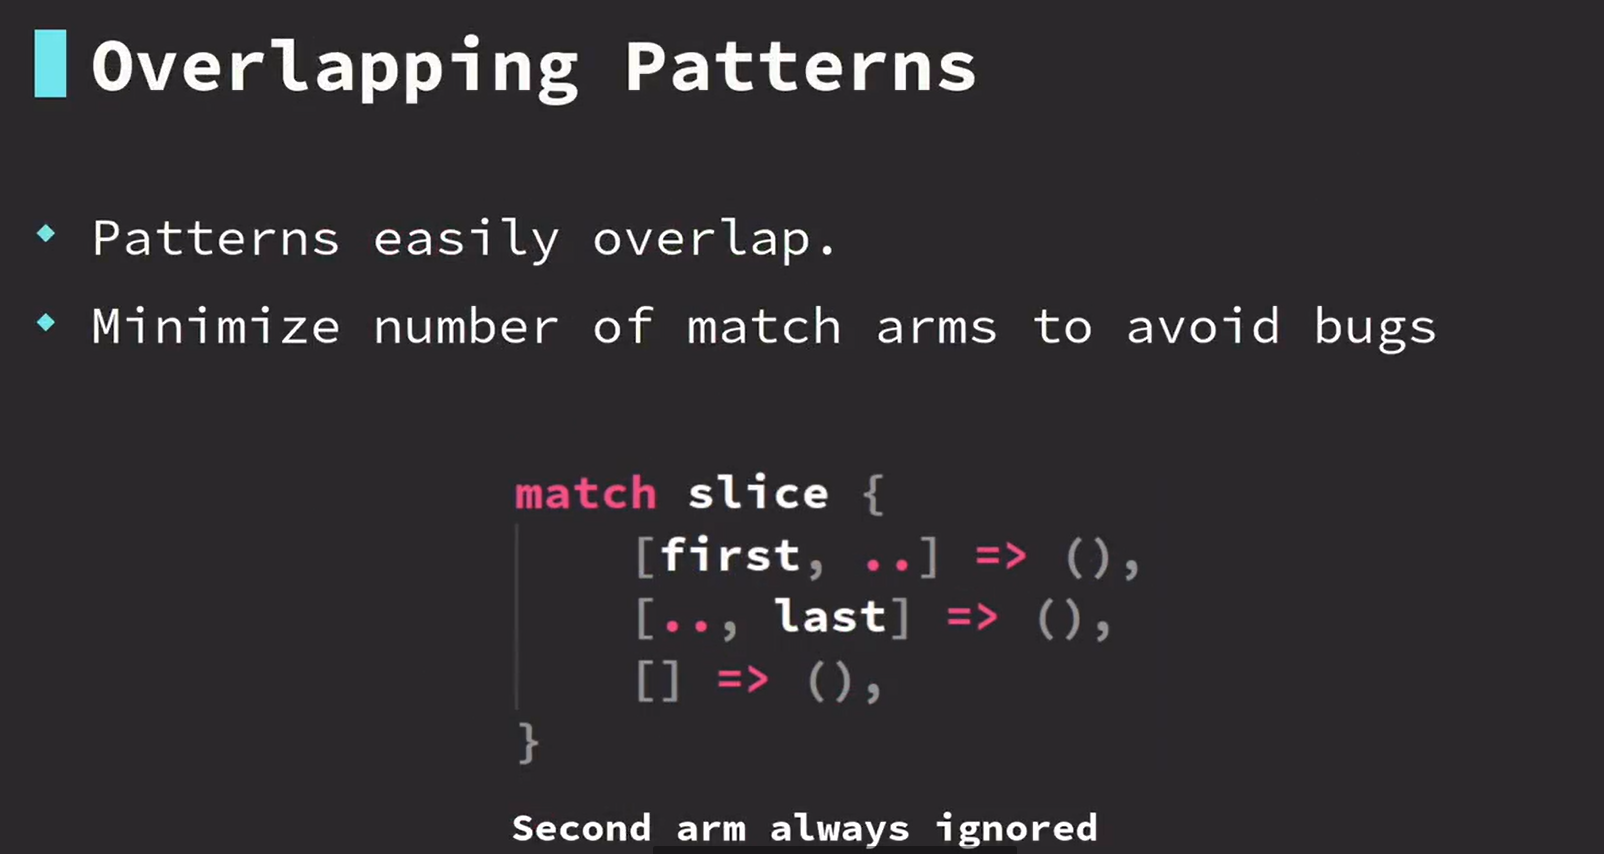 Overlapping Patterns
Patterns easily overlap.
Minimize number of match arms to avoid bugs
match slice {
[first, ..] => (),
[.., last] => (),
[] => (),
}
Second arm always ignored